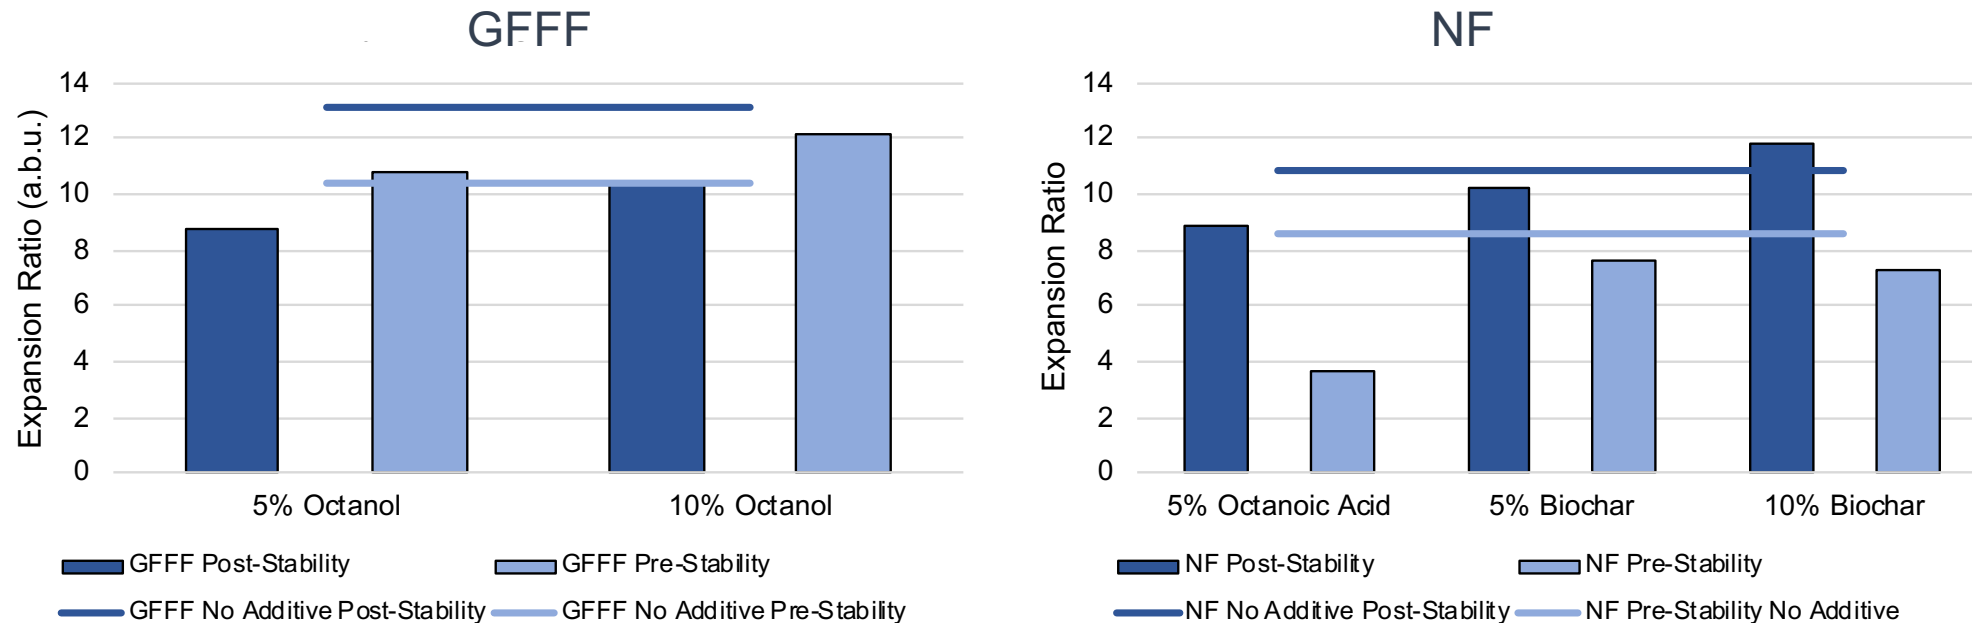 GFFF
Expansion Ratio (a.b.u.)
14
12
10
8
6
4
2
0
5% Octanol
10% Octanol
GFFF Post-Stability
GFFF Pre-Stability
GFFF No Additive Post-Stability
GFFF No Additive Pre-Stability
NF
Expansion Ratio
14
12
10
8
6
4
2
0
5% Octanoic Acid
5% Biochar
10% Biochar
NF Post-Stability
NF Pre-Stability
NF No Additive Post-Stability
NF Pre-Stability No Additive